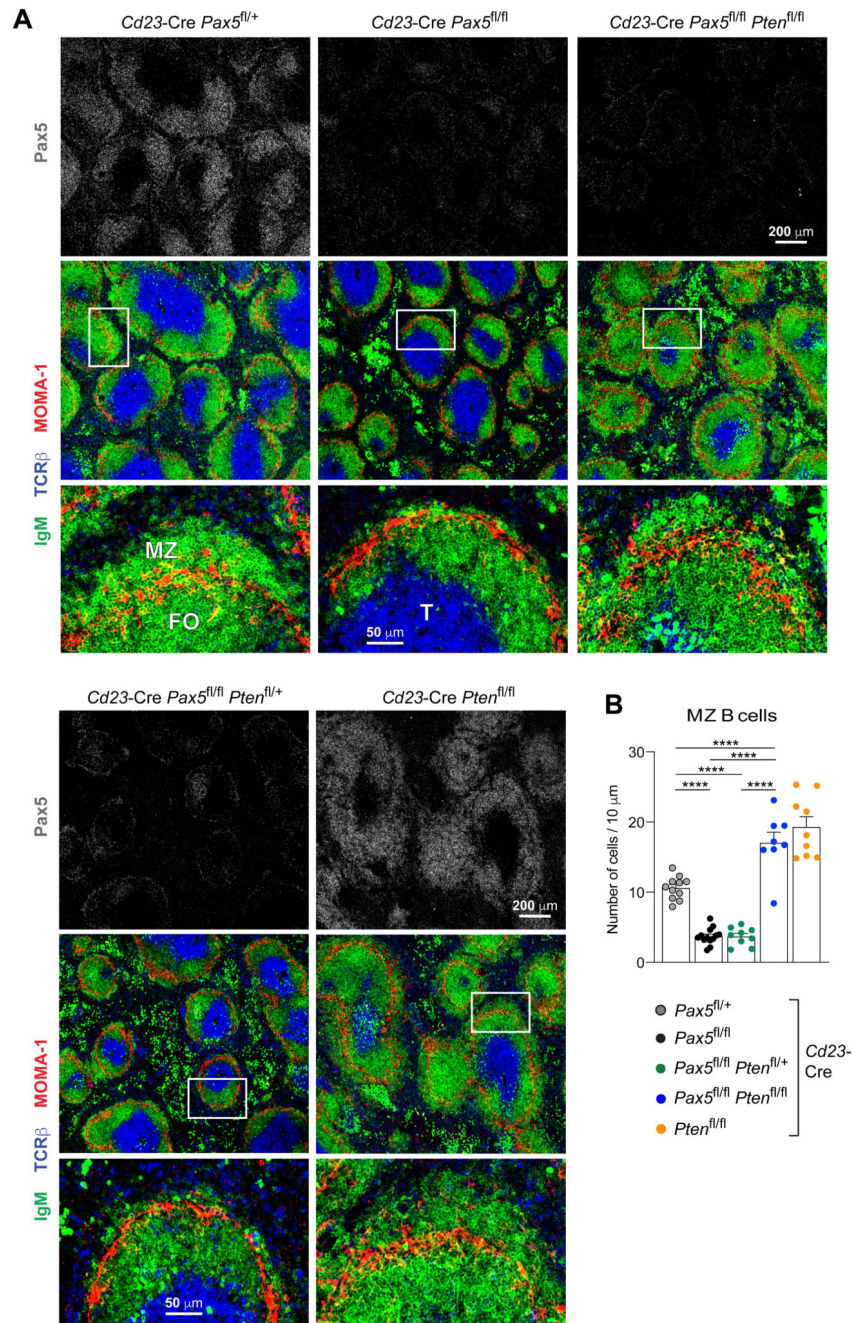 A
Cd23-Cre Pax5fl/+
Cd23-Cre Pax5fl/fl
Cd23-Cre Pax5fl/fl Ptenfl/fl
Pax5
200 μm
IgM TCRβ MOMA-1
MZ
FO
T
50 μm
Cd23-Cre Pax5fl/fl Ptenfl/+
Cd23-Cre Ptenfl/fl
Pax5
200 μm
IgM TCRβ MOMA-1
50 μm
B
MZ B cells
****
****
****
**** ****
Number of cells / 10 μm
30
20
10
0
Pax5fl/+
Pax5fl/fl
Pax5fl/fl Ptenfl/+
Pax5fl/fl Ptenfl/fl
Ptenfl/fl
Cd23-
Cre